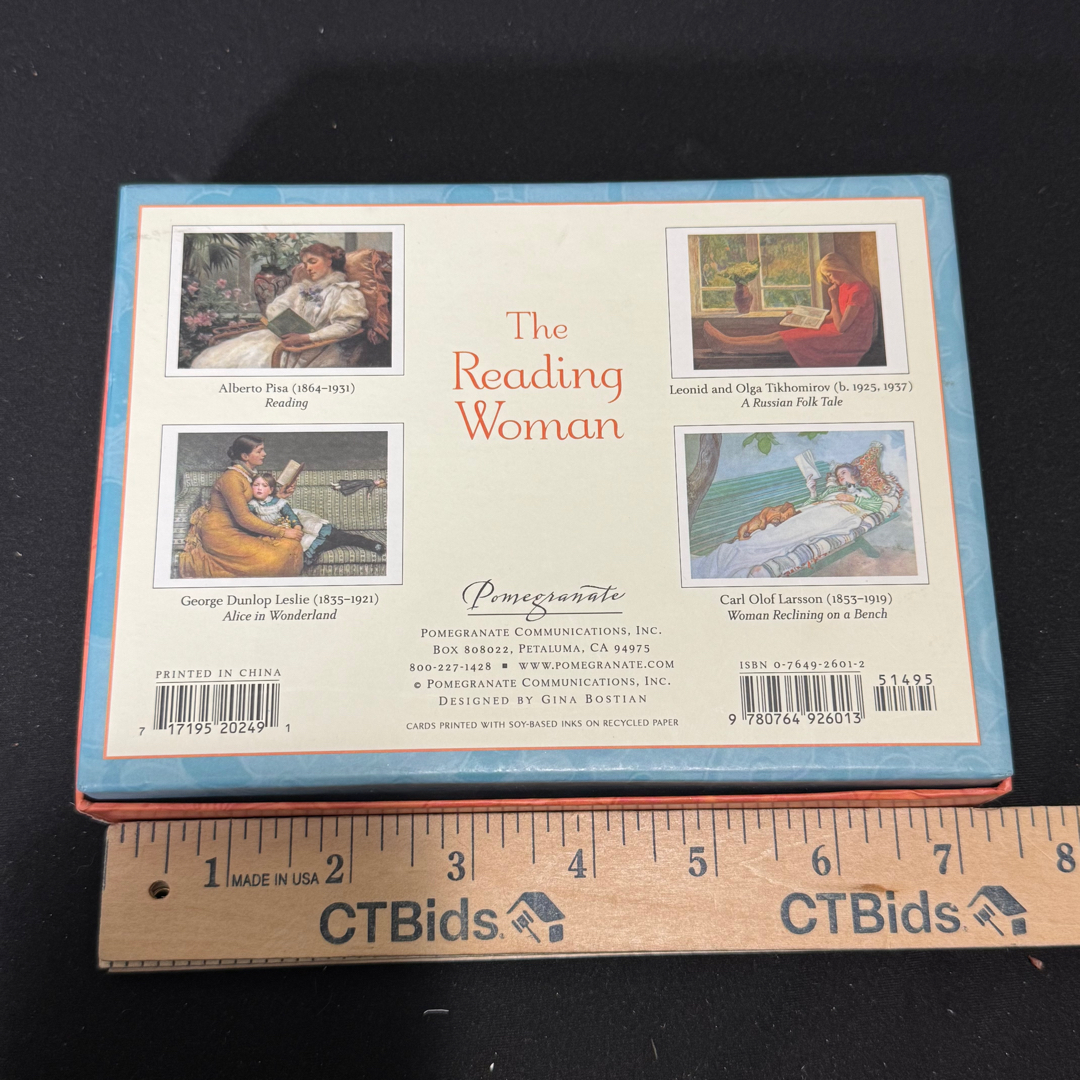 The
Reading
Woman
Alberto Pisa (1864–1931)
Reading
Leonid and Olga Tikhomirov (b. 1925, 1937)
A Russian Folk Tale
George Dunlop Leslie (1835–1921)
Alice in Wonderland
Carl Olof Larsson (1853–1919)
Woman Reclining on a Bench
Pomegranate
POMEGRANATE COMMUNICATIONS, INC.
BOX 808022, PETALUMA, CA 94975
800-227-1428 ■ WWW.POMEGRANATE.COM
© POMEGRANATE COMMUNICATIONS, INC.
DESIGNED BY GINA BOSTIAN
CARDS PRINTED WITH SOY-BASED INKS ON RECYCLED PAPER
PRINTED IN CHINA
7 17195 20249 1
ISBN 0-7649-2601-2
51495
9 780764 926013
1 2 3 4 5 6 7 8
MADE IN USA
CTBids. CTBids.